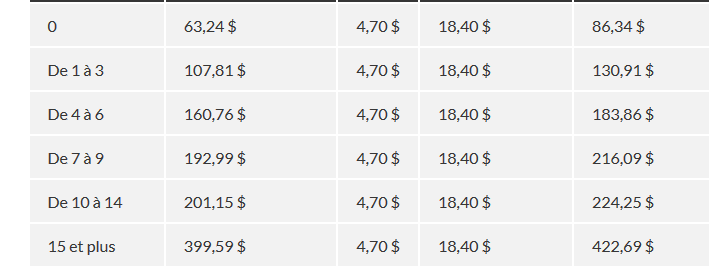 0 63,24 $ 4,70 $ 18,40 $ 86,34 $
De 1 à 3 107,81 $ 4,70 $ 18,40 $ 130,91 $
De 4 à 6 160,76 $ 4,70 $ 18,40 $ 183,86 $
De 7 à 9 192,99 $ 4,70 $ 18,40 $ 216,09 $
De 10 à 14 201,15 $ 4,70 $ 18,40 $ 224,25 $
15 et plus 399,59 $ 4,70 $ 18,40 $ 422,69 $